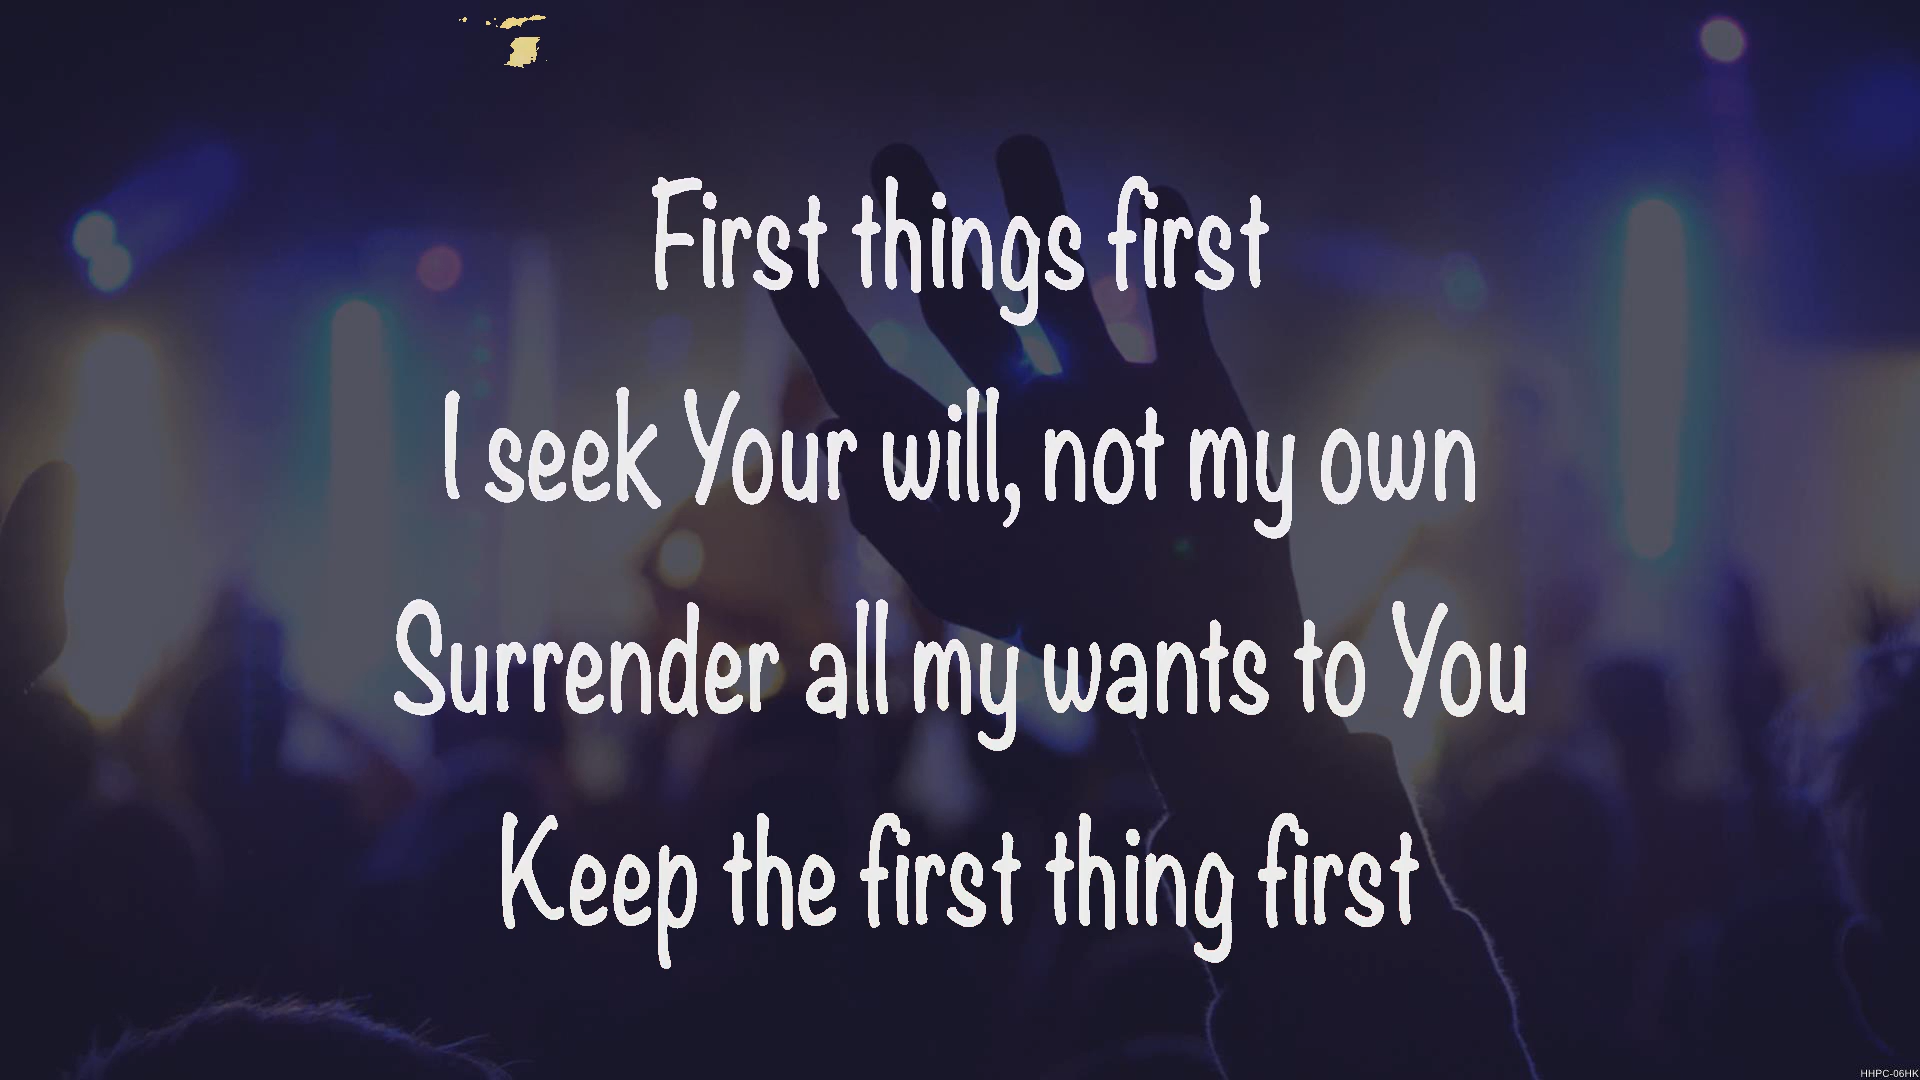 First things first
I seek Your will, not my own
Surrender all my wants to You
Keep the first thing first
HHPC-06HK